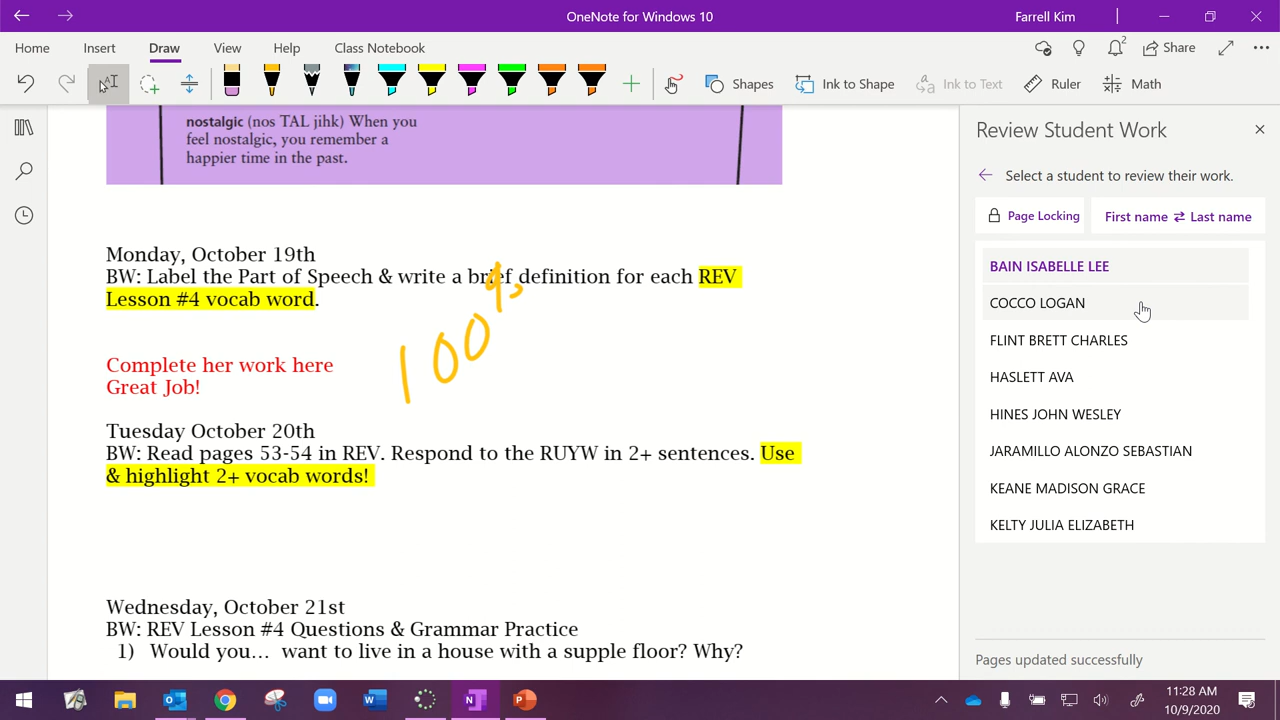 OneNote for Windows 10
Farrell Kim
Home Insert Draw View Help Class Notebook
2
Share
Shapes
Ink to Shape
Ink to Text
Ruler
Math
nostalgic (nos TAL jihk) When you
feel nostalgic, you remember a
happier time in the past.
Monday, October 19th
BW: Label the Part of Speech & write a brief definition for each REV
Lesson #4 vocab word.
100%
Complete her work here
Great Job!
Tuesday October 20th
BW: Read pages 53-54 in REV. Respond to the RUYW in 2+ sentences. Use
& highlight 2+ vocab words!
Wednesday, October 21st
BW: REV Lesson #4 Questions & Grammar Practice
1) Would you... want to live in a house with a supple floor? Why?
Review Student Work
Select a student to review their work.
Page Locking
First name ⇄ Last name
BAIN ISABELLE LEE
COCCO LOGAN
FLINT BRETT CHARLES
HASLETT AVA
HINES JOHN WESLEY
JARAMILLO ALONZO SEBASTIAN
KEANE MADISON GRACE
KELTY JULIA ELIZABETH
Pages updated successfully
11:28 AM
10/9/2020